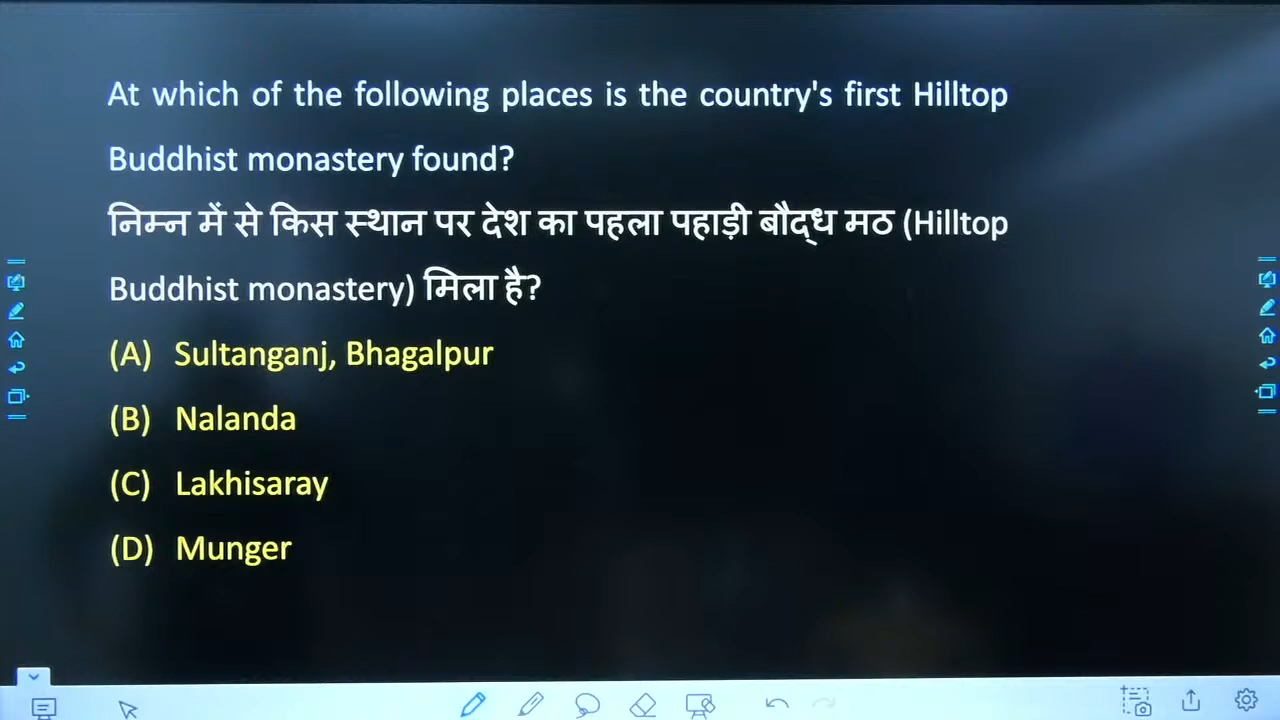 At which of the following places is the country's first Hilltop
Buddhist monastery found?
निम्न में से किस स्थान पर देश का पहला पहाड़ी बौद्ध मठ (Hilltop
Buddhist monastery) मिला है?
(A) Sultanganj, Bhagalpur
(B) Nalanda
(C) Lakhisaray
(D) Munger